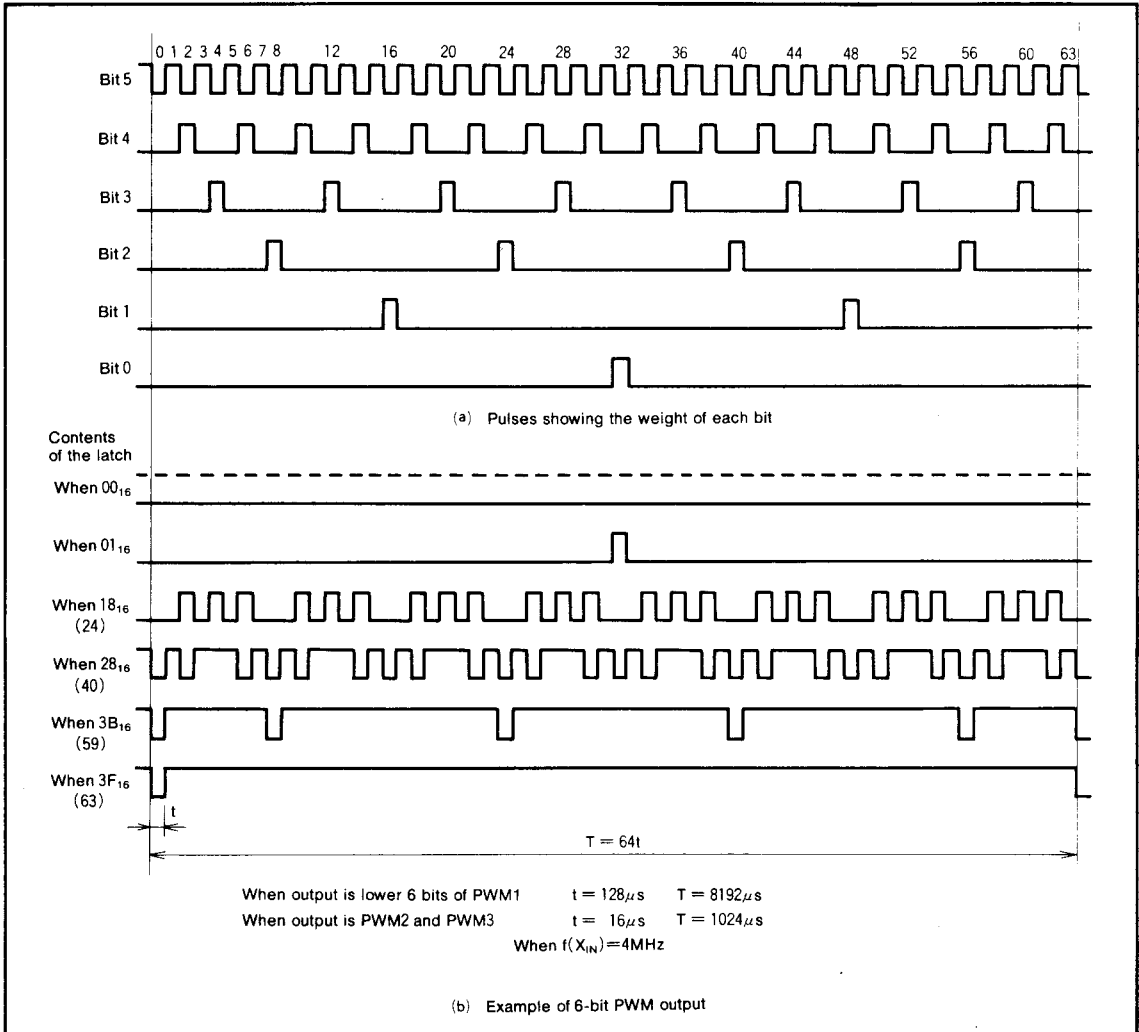 0 1 2 3 4 5 6 7 8 12 16 20 24 28 32 36 40 44 48 52 56 60 63
Bit 5
Bit 4
Bit 3
Bit 2
Bit 1
Bit 0
(a) Pulses showing the weight of each bit
Contents
of the latch
When 00₁₆
When 01₁₆
When 18₁₆
(24)
When 28₁₆
(40)
When 3B₁₆
(59)
When 3F₁₆
(63)
t
T = 64t
When output is lower 6 bits of PWM1 t = 128μs T = 8192μs
When output is PWM2 and PWM3 t = 16μs T = 1024μs
When f(X_IN)=4MHz
(b) Example of 6-bit PWM output